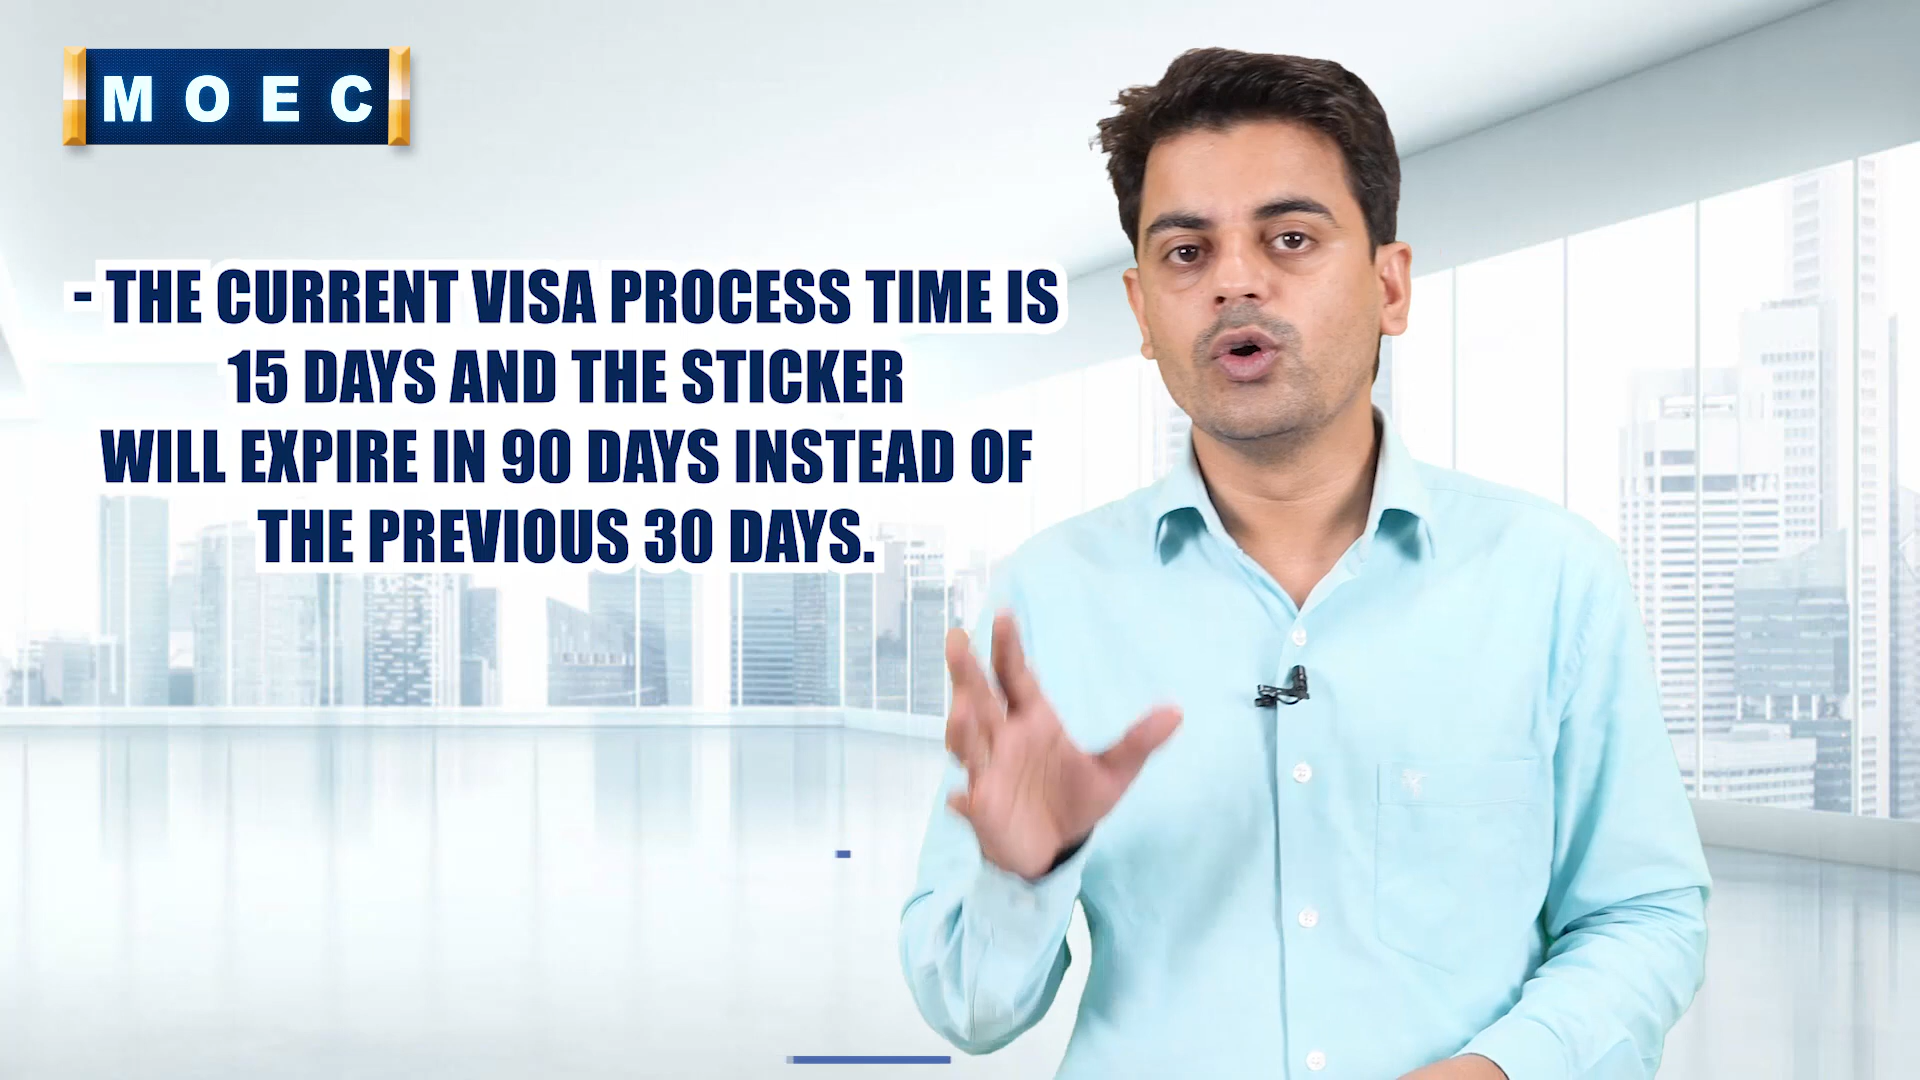 M O E C
- THE CURRENT VISA PROCESS TIME IS
15 DAYS AND THE STICKER
WILL EXPIRE IN 90 DAYS INSTEAD OF
THE PREVIOUS 30 DAYS.